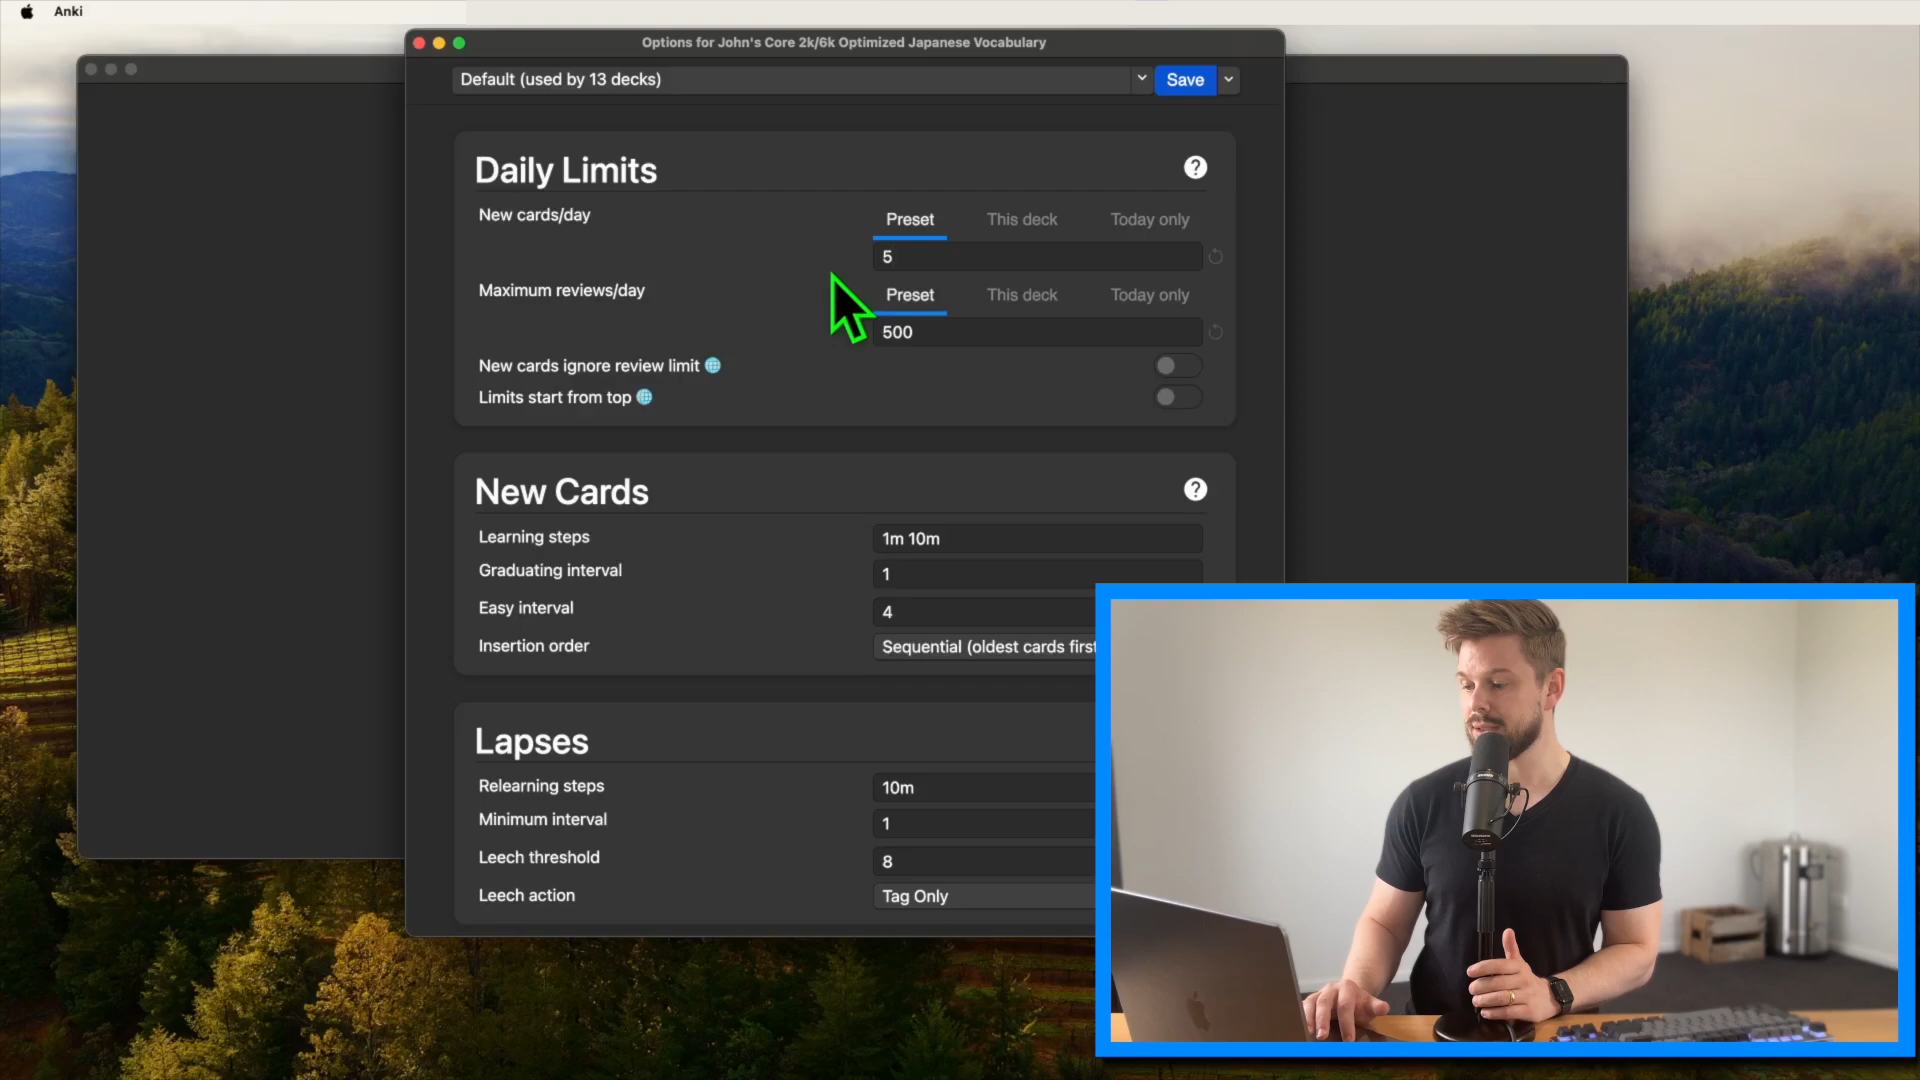 Anki
Options for John's Core 2k/6k Optimized Japanese Vocabulary
Default (used by 13 decks)
Save
Daily Limits
New cards/day
Preset This deck Today only
5
Maximum reviews/day
Preset This deck Today only
500
New cards ignore review limit
Limits start from top
New Cards
Learning steps
1m 10m
Graduating interval
1
Easy interval
4
Insertion order
Sequential (oldest cards first
Lapses
Relearning steps
10m
Minimum interval
1
Leech threshold
8
Leech action
Tag Only